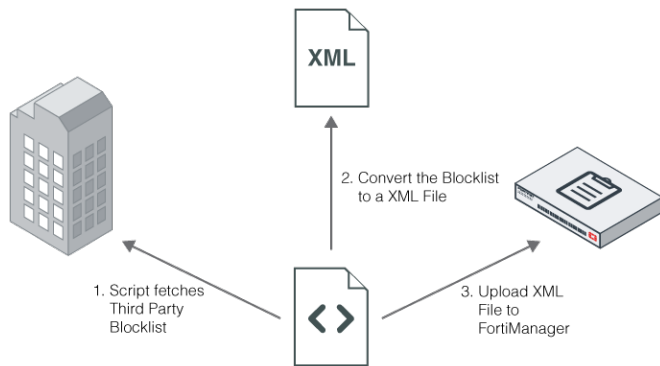 XML
2. Convert the Blocklist
to a XML File
1. Script fetches
Third Party
Blocklist
< >
3. Upload XML
File to
FortiManager